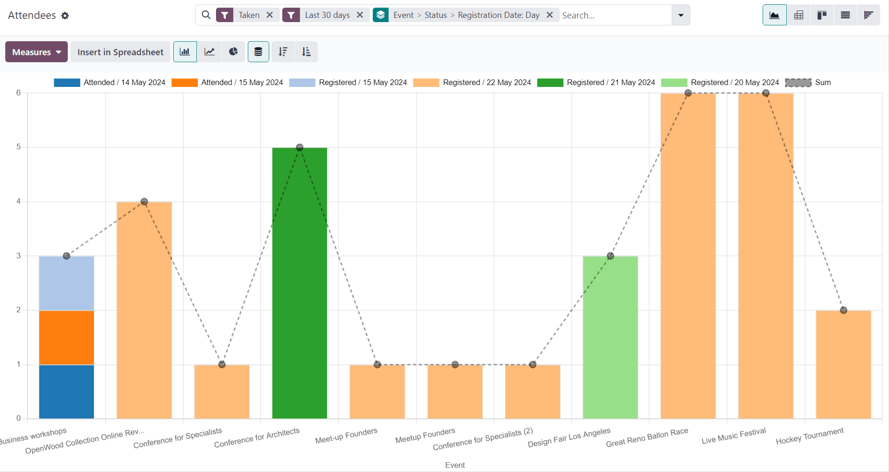 Attendees
Taken
Last 30 days
Event > Status > Registration Date: Day
Search...
Measures
Insert in Spreadsheet
Attended / 14 May 2024
Attended / 15 May 2024
Registered / 15 May 2024
Registered / 22 May 2024
Registered / 21 May 2024
Registered / 20 May 2024
Sum
6
5
4
3
2
1
0
Business workshops
OpenWood Collection Online Rev...
Conference for Specialists
Conference for Architects
Meet-up Founders
Meetup Founders
Conference for Specialists (2)
Design Fair Los Angeles
Great Reno Ballon Race
Live Music Festival
Hockey Tournament
Event